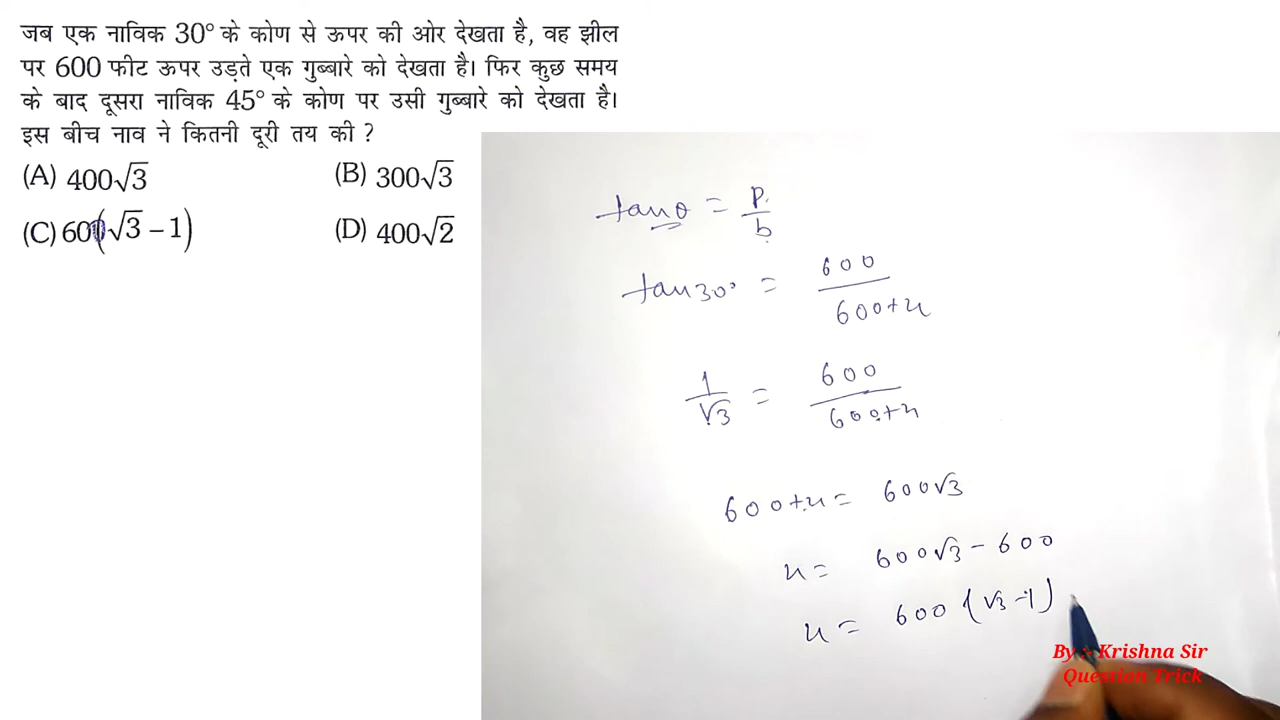 जब एक नाविक 30° के कोण से ऊपर की ओर देखता है, वह झील
पर 600 फीट ऊपर उड़ते एक गुब्बारे को देखता है। फिर कुछ समय
के बाद दूसरा नाविक 45° के कोण पर उसी गुब्बारे को देखता है।
इस बीच नाव ने कितनी दूरी तय की ?
(A) 400√3 (B) 300√3
(C) 600(√3 – 1) (D) 400√2
tanθ = p/b
tan30° = 600/600+x
1/√3 = 600/600+x
600+x = 600√3
x = 600√3 – 600
x = 600 (√3 –1)
By :- Krishna Sir
Question Trick